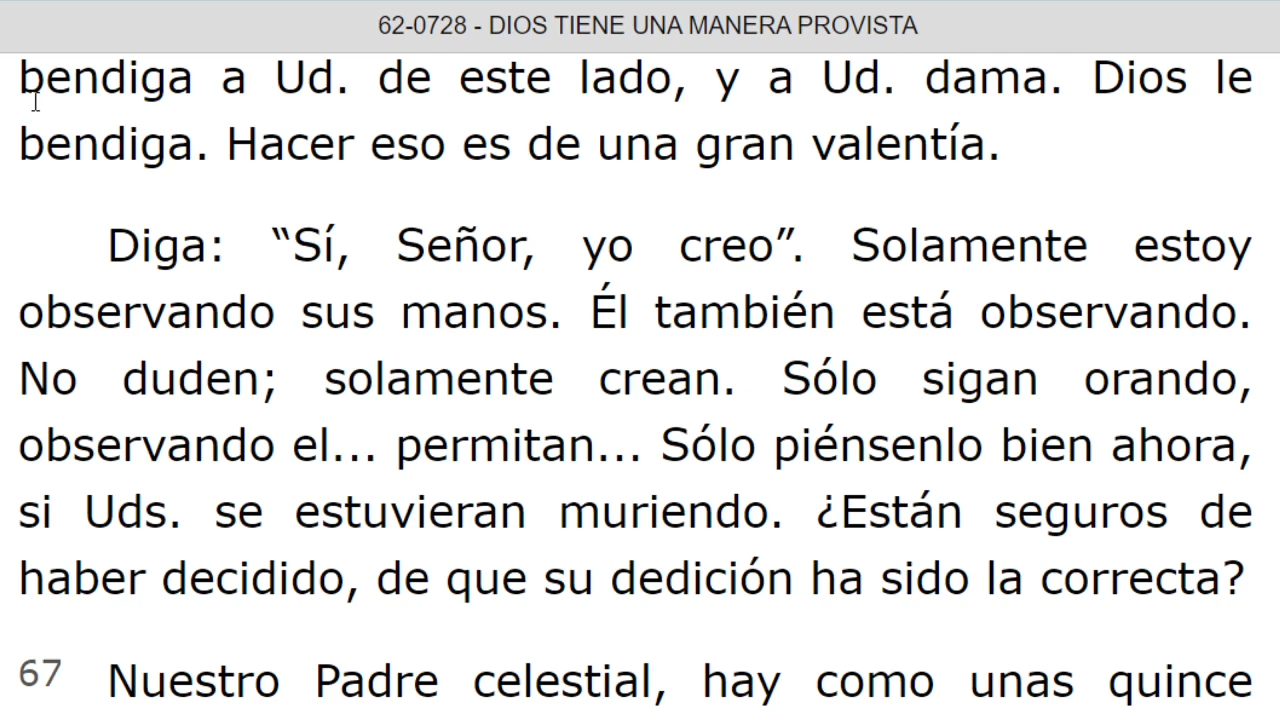 62-0728 - DIOS TIENE UNA MANERA PROVISTA
bendiga a Ud. de este lado, y a Ud. dama. Dios le
bendiga. Hacer eso es de una gran valentía.
Diga: “Sí, Señor, yo creo”. Solamente estoy
observando sus manos. Él también está observando.
No duden; solamente crean. Sólo sigan orando,
observando el... permitan... Sólo piénsenlo bien ahora,
si Uds. se estuvieran muriendo. ¿Están seguros de
haber decidido, de que su dedición ha sido la correcta?
67 Nuestro Padre celestial, hay como unas quince